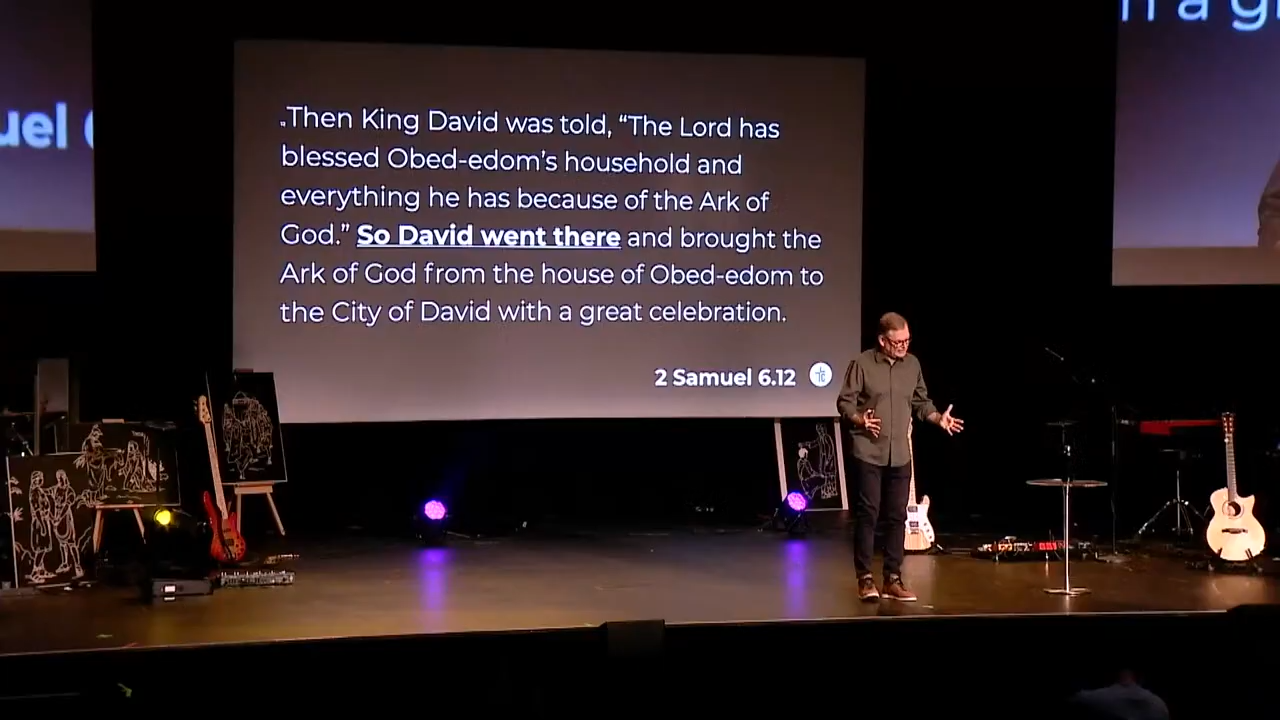 .Then King David was told, “The Lord has
blessed Obed-edom’s household and
everything he has because of the Ark of
God.” So David went there and brought the
Ark of God from the house of Obed-edom to
the City of David with a great celebration.
2 Samuel 6.12
uel 6
n a g